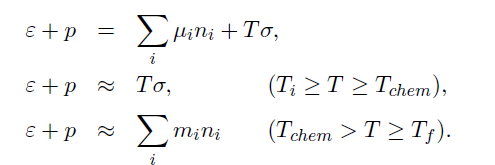 ε + p = ∑_i μ_i n_i + Tσ,
ε + p ≈ Tσ, (T_i ≥ T ≥ T_chem),
ε + p ≈ ∑_i m_i n_i (T_chem > T ≥ T_f).